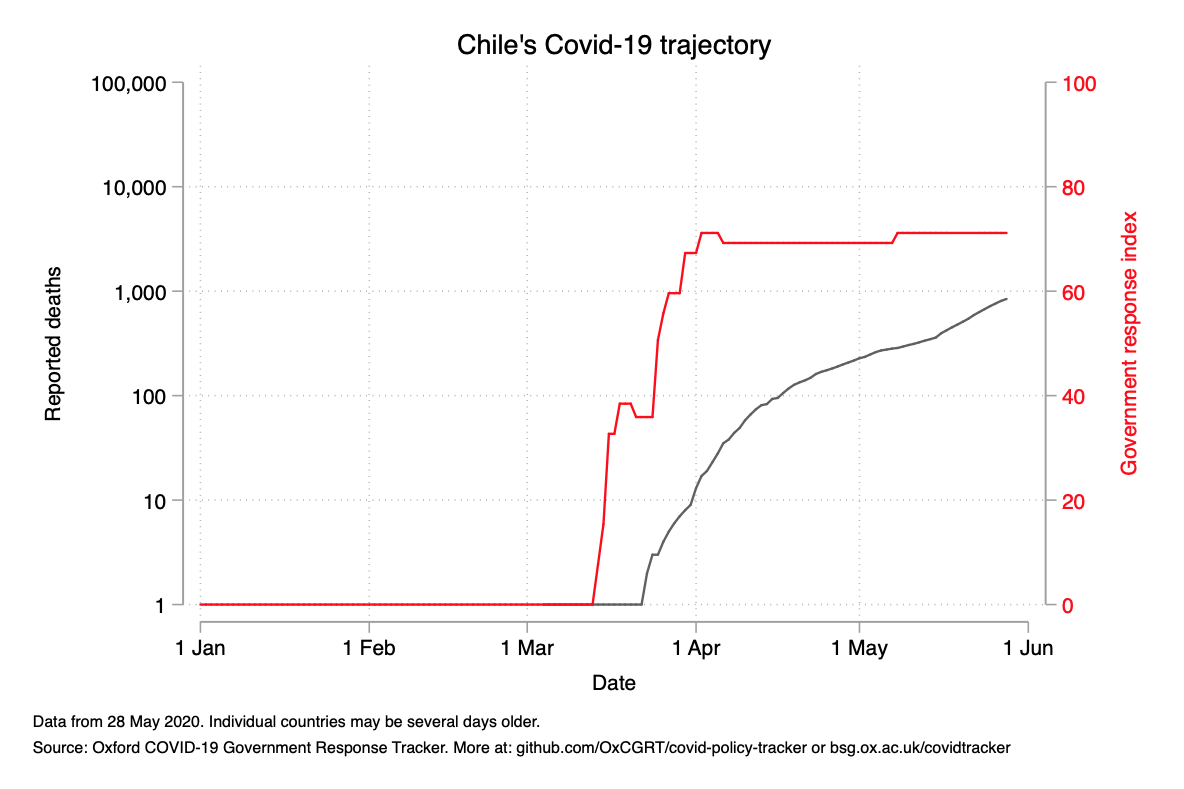 Chile's Covid-19 trajectory
100,000
10,000
1,000
100
10
1
Reported deaths
100
80
60
40
20
0
Government response index
1 Jan
1 Feb
1 Mar
1 Apr
1 May
1 Jun
Date
Data from 28 May 2020. Individual countries may be several days older.
Source: Oxford COVID-19 Government Response Tracker. More at: github.com/OxCGRT/covid-policy-tracker or bsg.ox.ac.uk/covidtracker